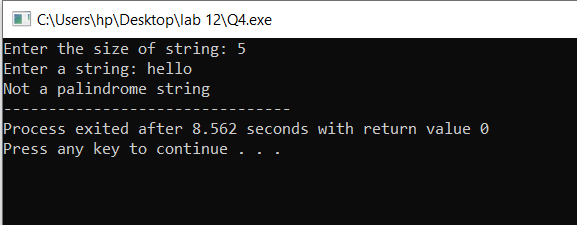 C:\Users\hp\Desktop\lab 12\Q4.exe
Enter the size of string: 5
Enter a string: hello
Not a palindrome string
--------------------------------
Process exited after 8.562 seconds with return value 0
Press any key to continue . . .